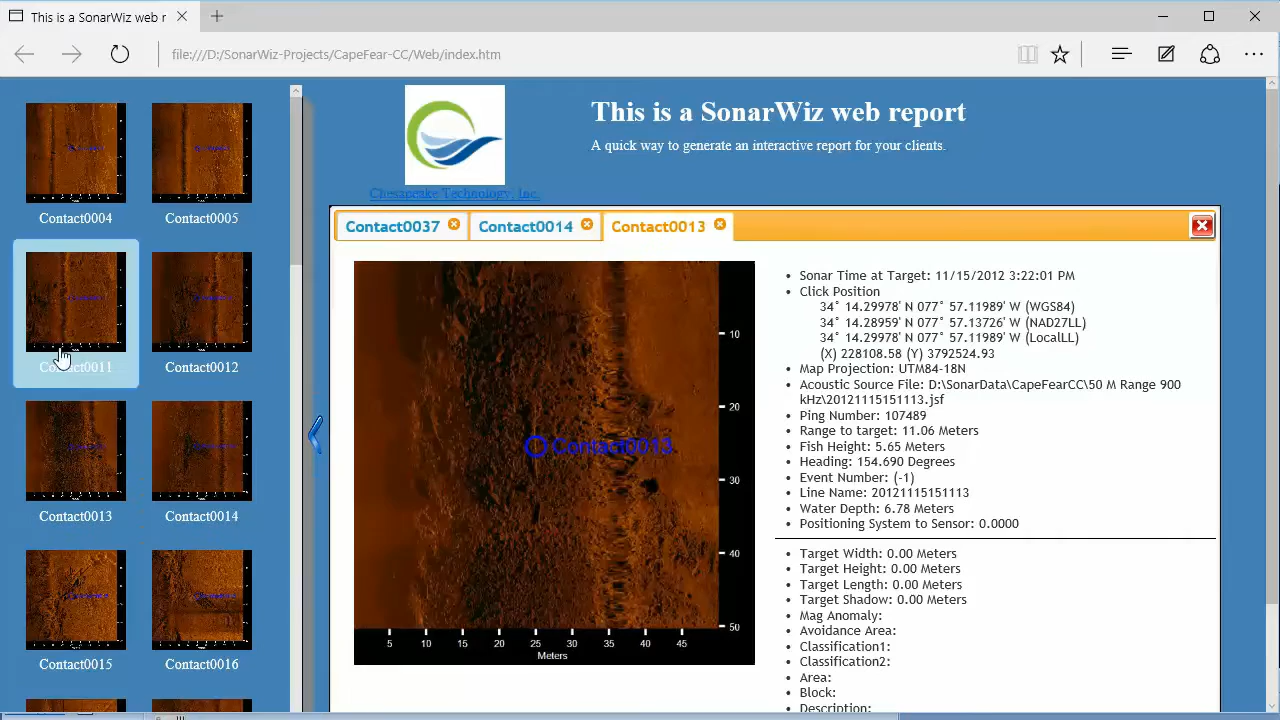 This is a SonarWiz web r
file:///D:/SonarWiz-Projects/CapeFear-CC/Web/index.htm
Contact0004
Contact0005
Contact0011
Contact0012
Contact0013
Contact0014
Contact0015
Contact0016
Chesapeake Technology, Inc.
This is a SonarWiz web report
A quick way to generate an interactive report for your clients.
Contact0037
Contact0014
Contact0013
Contact0013
10
20
30
40
50
5 10 15 20 25 30 35 40 45
Meters
Sonar Time at Target: 11/15/2012 3:22:01 PM
Click Position
34° 14.29978' N 077° 57.11989' W (WGS84)
34° 14.28959' N 077° 57.13726' W (NAD27LL)
34° 14.29978' N 077° 57.11989' W (LocalLL)
(X) 228108.58 (Y) 3792524.93
Map Projection: UTM84-18N
Acoustic Source File: D:\SonarData\CapeFearCC\50 M Range 900
kHz\20121115151113.jsf
Ping Number: 107489
Range to target: 11.06 Meters
Fish Height: 5.65 Meters
Heading: 154.690 Degrees
Event Number: (-1)
Line Name: 20121115151113
Water Depth: 6.78 Meters
Positioning System to Sensor: 0.0000
Target Width: 0.00 Meters
Target Height: 0.00 Meters
Target Length: 0.00 Meters
Target Shadow: 0.00 Meters
Mag Anomaly:
Avoidance Area:
Classification1:
Classification2:
Area:
Block:
Description: